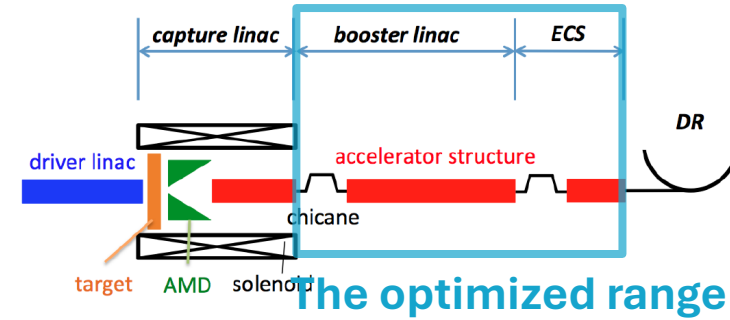 capture linac booster linac ECS
DR
driver linac accelerator structure
chicane
target AMD solenoid
The optimized range